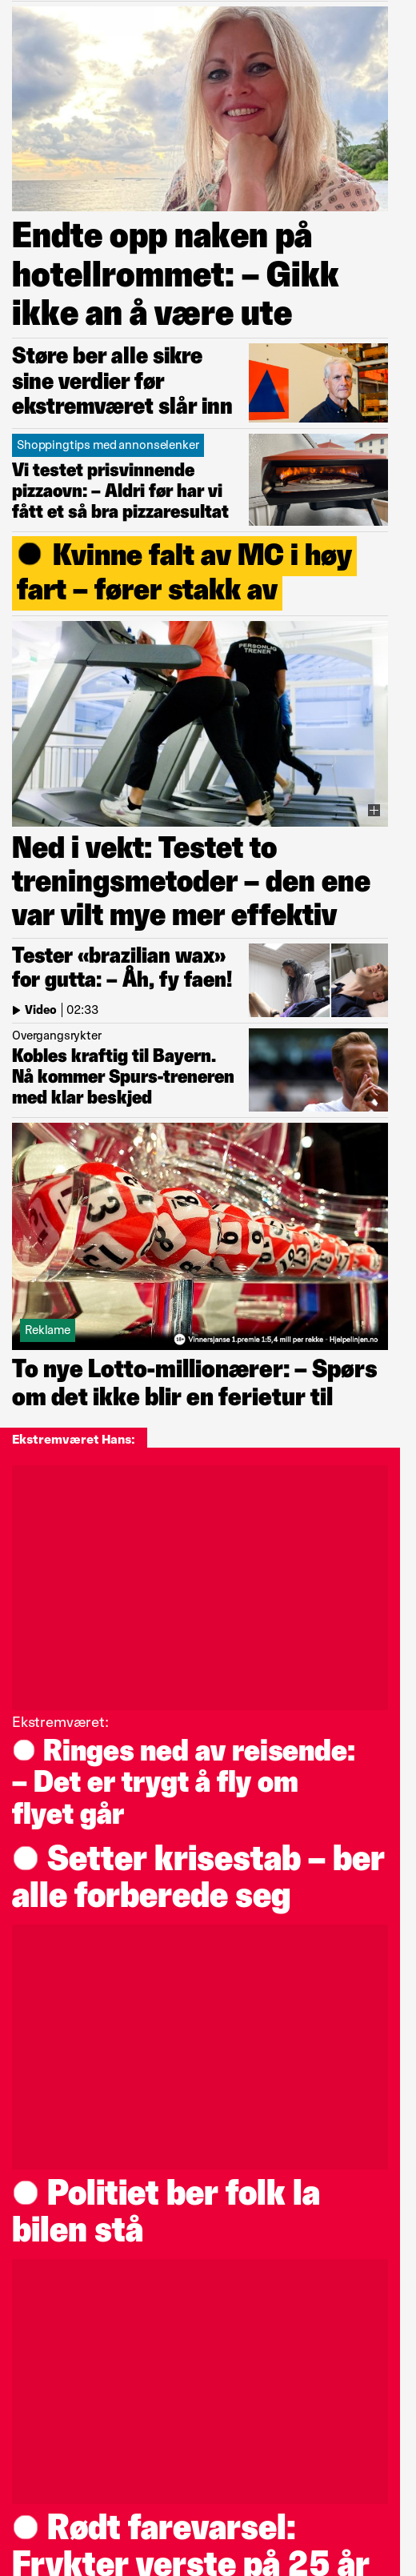 Endte opp naken på
hotellrommet: – Gikk
ikke an å være ute
Støre ber alle sikre
sine verdier før
ekstremværet slår inn
Shoppingtips med annonselenker
Vi testet prisvinnende
pizzaovn: – Aldri før har vi
fått et så bra pizzaresultat
Kvinne falt av MC i høy
fart – fører stakk av
PERSONLIG
TRENER
Ned i vekt: Testet to
treningsmetoder – den ene
var vilt mye mer effektiv
Tester «brazilian wax»
for gutta: – Åh, fy faen!
Video | 02:33
Overgangsrykter
Kobles kraftig til Bayern.
Nå kommer Spurs-treneren
med klar beskjed
Reklame
18+ Vinnersjanse 1.premie 1:5,4 mill per rekke · Hjelpelinjen.no
To nye Lotto-millionærer: – Spørs
om det ikke blir en ferietur til
Ekstremværet Hans:
Ekstremværet:
Ringes ned av reisende:
– Det er trygt å fly om
flyet går
Setter krisestab – ber
alle forberede seg
Politiet ber folk la
bilen stå
Rødt farevarsel:
Frykter verste på 25 år